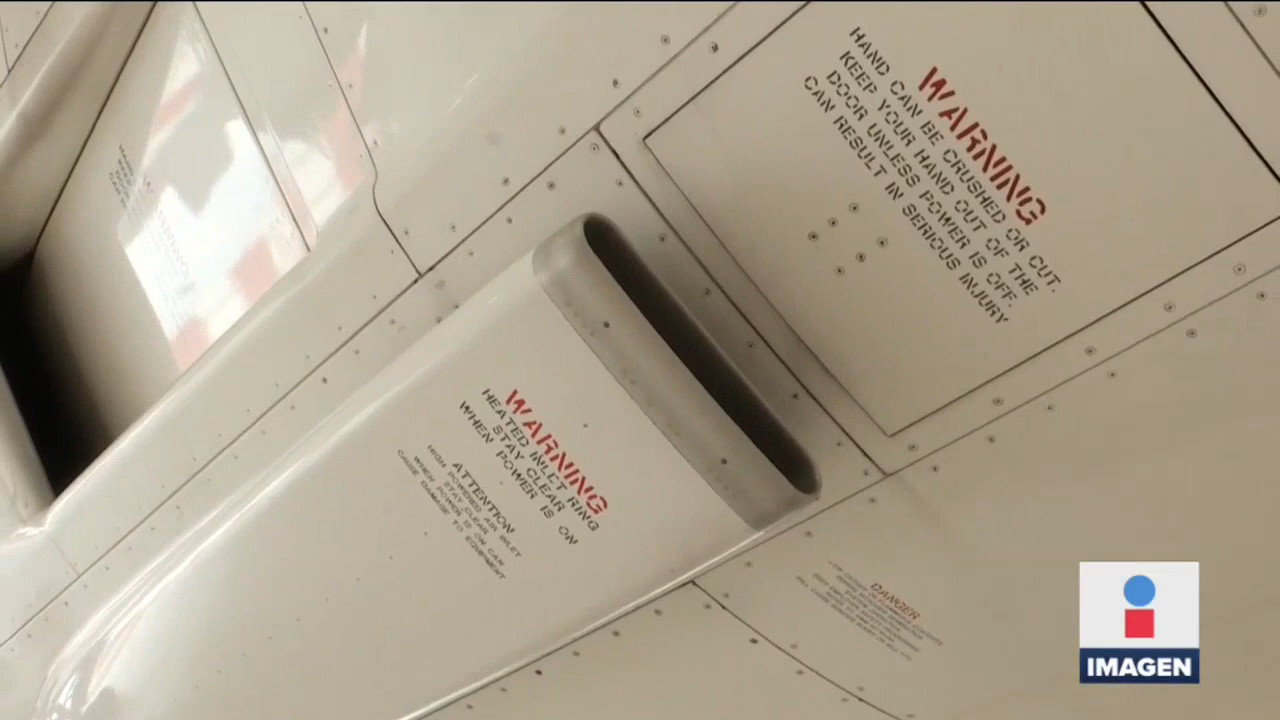 WARNING
HAND CAN BE CRUSHED OR CUT.
KEEP YOUR HAND OUT OF THE
DOOR UNLESS POWER IS OFF.
CAN RESULT IN SERIOUS INJURY
WARNING
HEATED INLET RING
STAY CLEAR
WHEN POWER IS ON
ATTENTION
HIGH POWERED AIR INLET
STAY CLEAR
WHEN POWER IS ON CAN
CAUSE DAMAGE TO EQUIPMENT
DANGER
IMAGEN